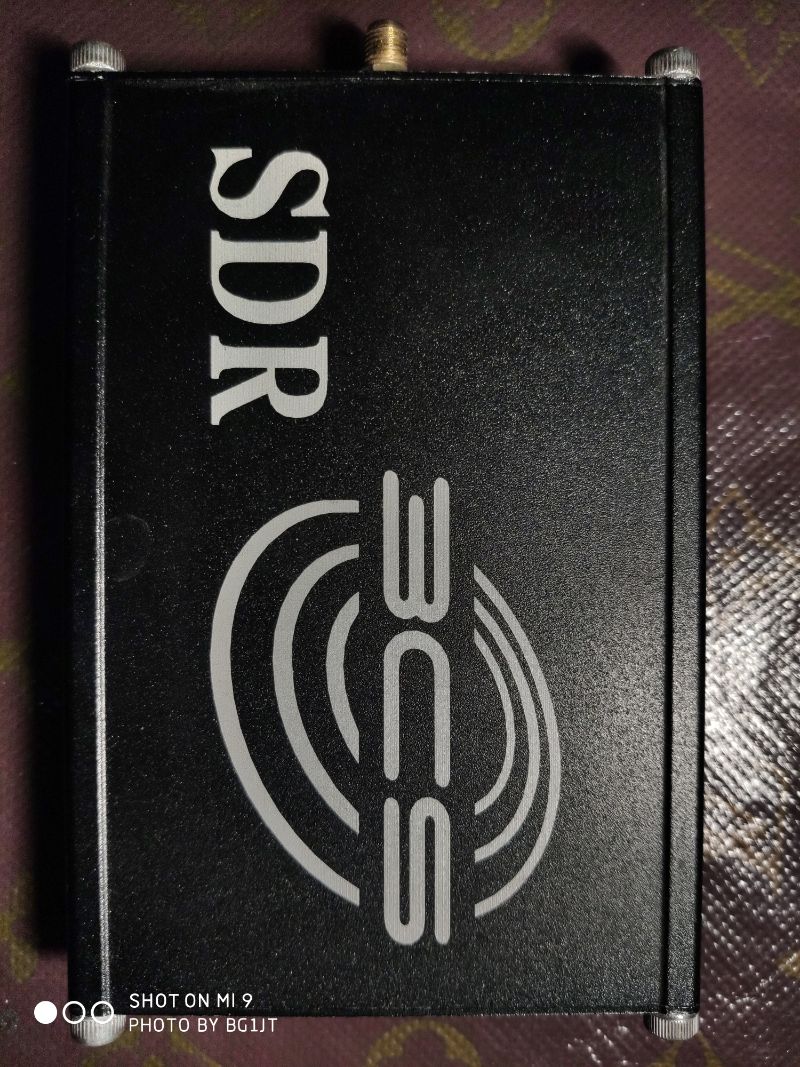 SDR
3CS
SHOT ON MI 9
PHOTO BY BG1JT